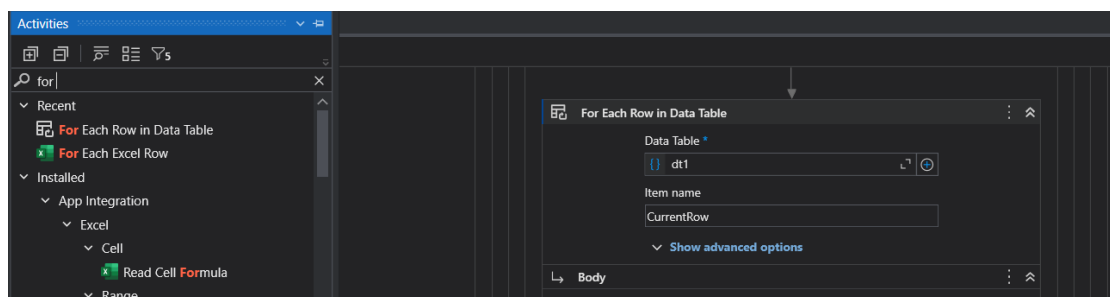 Activities
5
for
Recent
For Each Row in Data Table
For Each Excel Row
Installed
App Integration
Excel
Cell
Read Cell Formula
Range
For Each Row in Data Table
Data Table *
{} dt1
Item name
CurrentRow
Show advanced options
Body